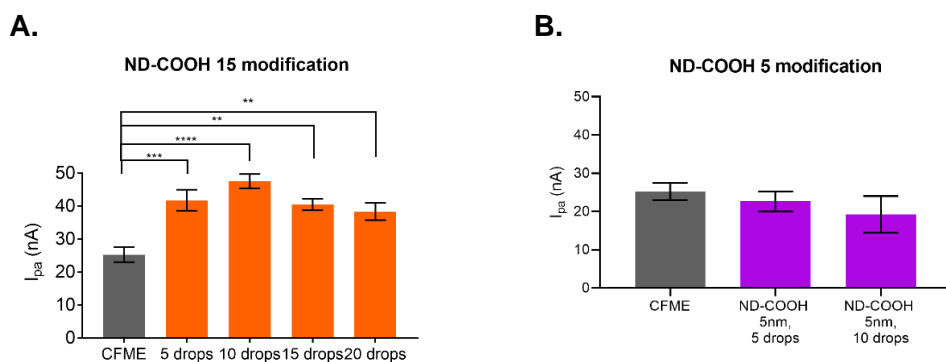 A.
ND-COOH 15 modification
**
**
****
***
50
40
30
20
10
0
I_pa (nA)
CFME 5 drops 10 drops 15 drops 20 drops
B.
ND-COOH 5 modification
50
40
30
20
10
0
I_pa (nA)
CFME ND-COOH ND-COOH
5nm, 5nm,
5 drops 10 drops